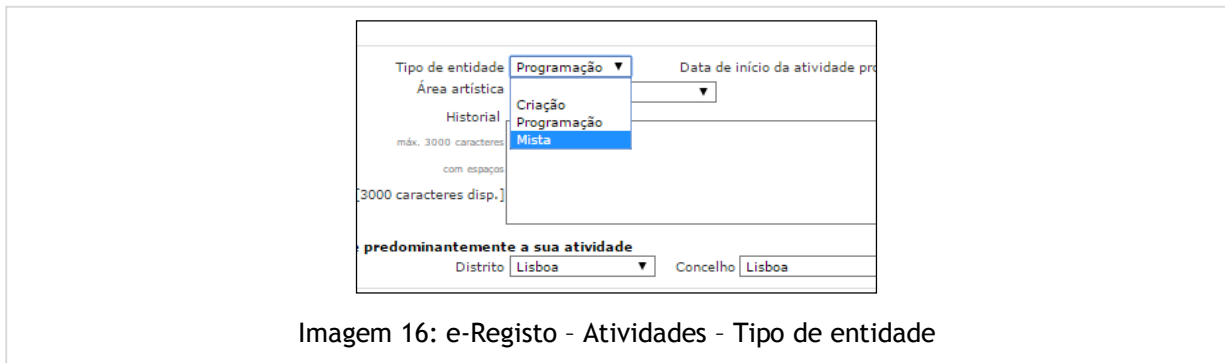 Tipo de entidade Programação ▼ Data de início da atividade pro
Área artística ▼
Criação
Historial
Programação
máx. 3000 caracteres Mista
com espaços
[3000 caracteres disp.]
e predominantemente a sua atividade
Distrito Lisboa ▼ Concelho Lisboa
Imagem 16: e-Registo – Atividades – Tipo de entidade